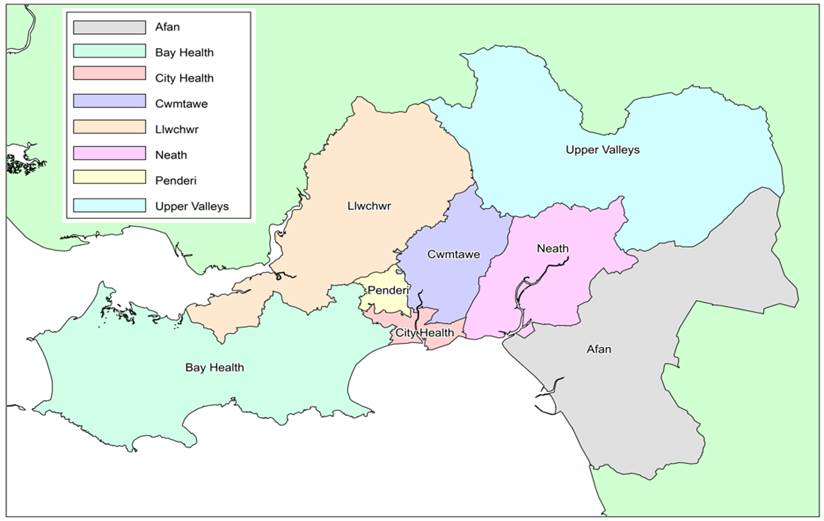 Afan
Bay Health
City Health
Cwmtawe
Llwchwr
Neath
Penderi
Upper Valleys
Upper Valleys
Llwchwr
Neath
Cwmtawe
Penderi
City Health
Afan
Bay Health